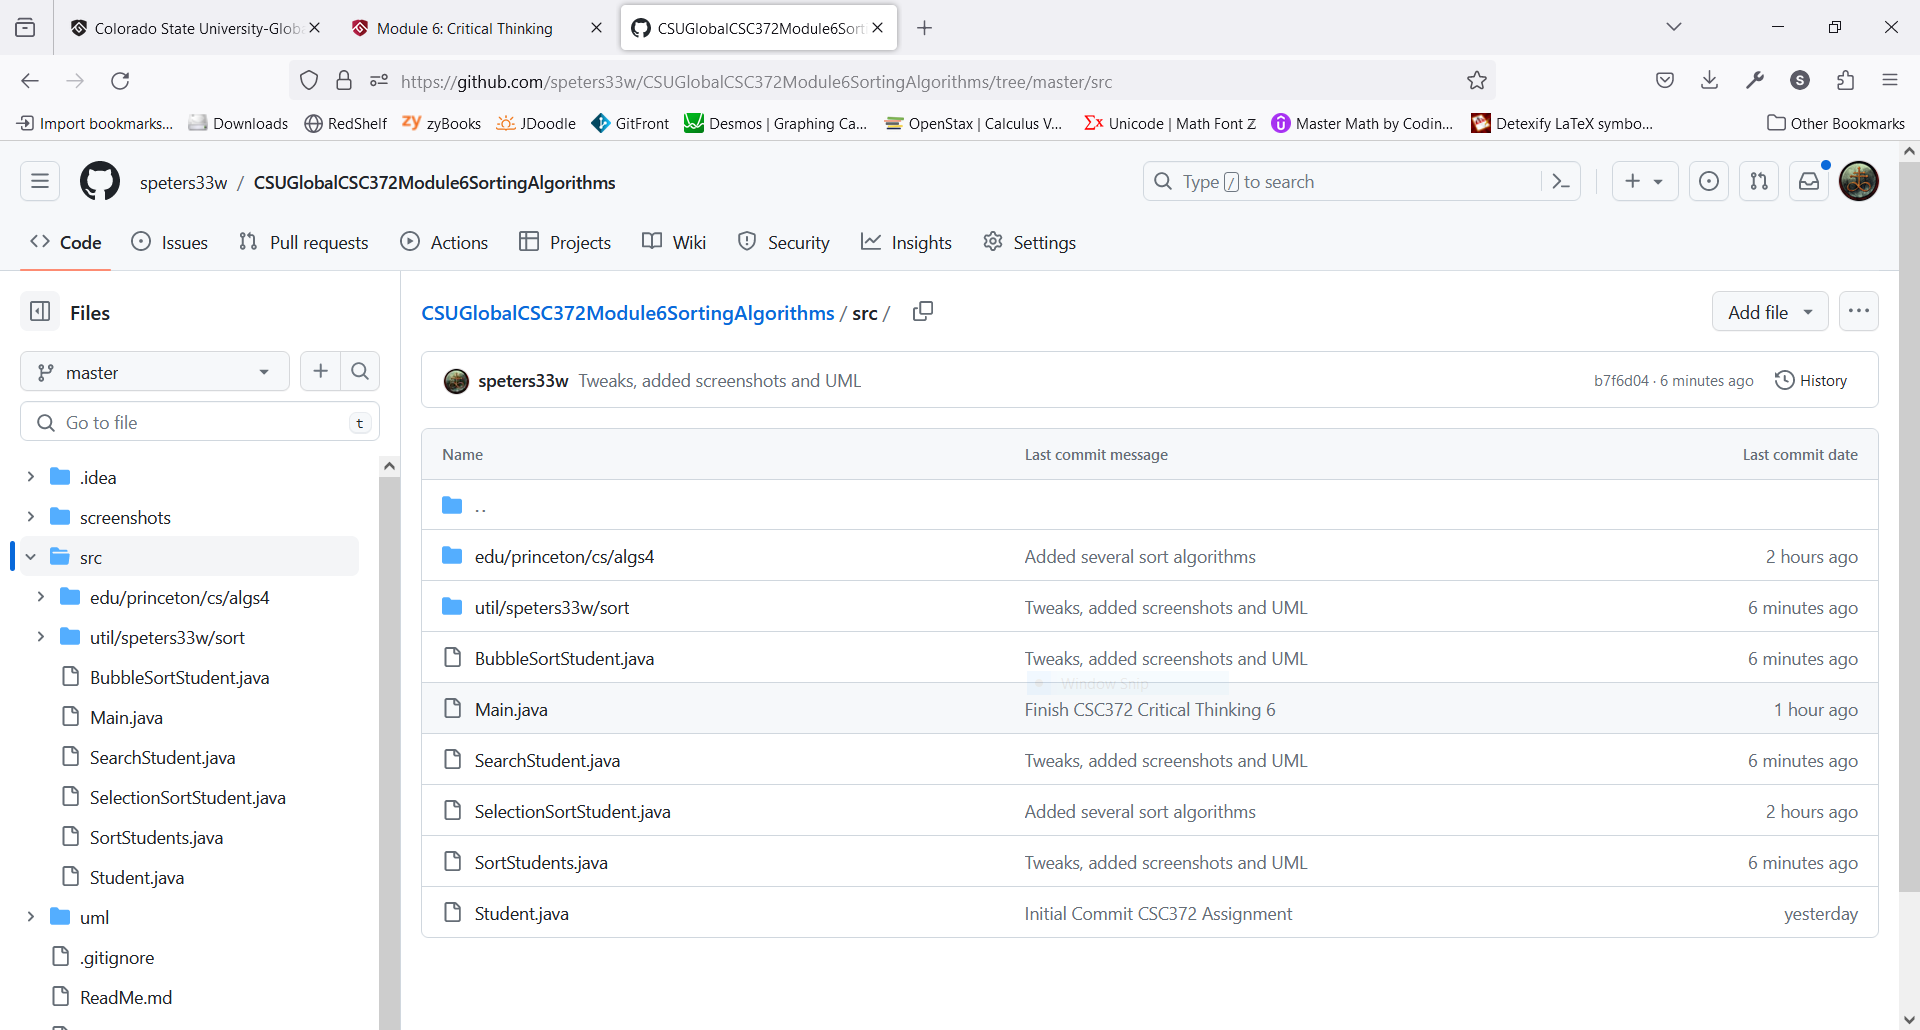 Colorado State University-Glob
Module 6: Critical Thinking
CSUGlobalCSC372Module6Sort
https://github.com/speters33w/CSUGlobalCSC372Module6SortingAlgorithms/tree/master/src
S
Import bookmarks...
Downloads
RedShelf
zy zyBooks
JDoodle
GitFront
Desmos | Graphing Ca...
OpenStax | Calculus V...
Σx Unicode | Math Font Z
Master Math by Codin...
Detexify LaTeX symbo...
Other Bookmarks
speters33w / CSUGlobalCSC372Module6SortingAlgorithms
Type / to search
Code
Issues
Pull requests
Actions
Projects
Wiki
Security
Insights
Settings
Files
master
Go to file
t
.idea
screenshots
src
edu/princeton/cs/algs4
util/speters33w/sort
BubbleSortStudent.java
Main.java
SearchStudent.java
SelectionSortStudent.java
SortStudents.java
Student.java
uml
.gitignore
ReadMe.md
CSUGlobalCSC372Module6SortingAlgorithms / src /
Add file
speters33w Tweaks, added screenshots and UML
b7f6d04 · 6 minutes ago
History
Name Last commit message Last commit date
..
edu/princeton/cs/algs4 Added several sort algorithms 2 hours ago
util/speters33w/sort Tweaks, added screenshots and UML 6 minutes ago
BubbleSortStudent.java Tweaks, added screenshots and UML 6 minutes ago
Window Snip
Main.java Finish CSC372 Critical Thinking 6 1 hour ago
SearchStudent.java Tweaks, added screenshots and UML 6 minutes ago
SelectionSortStudent.java Added several sort algorithms 2 hours ago
SortStudents.java Tweaks, added screenshots and UML 6 minutes ago
Student.java Initial Commit CSC372 Assignment yesterday